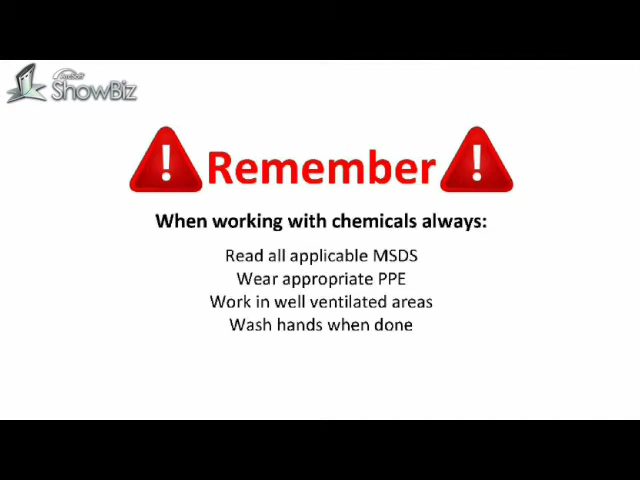 ArcSoft
ShowBiz
! Remember !
When working with chemicals always:
Read all applicable MSDS
Wear appropriate PPE
Work in well ventilated areas
Wash hands when done